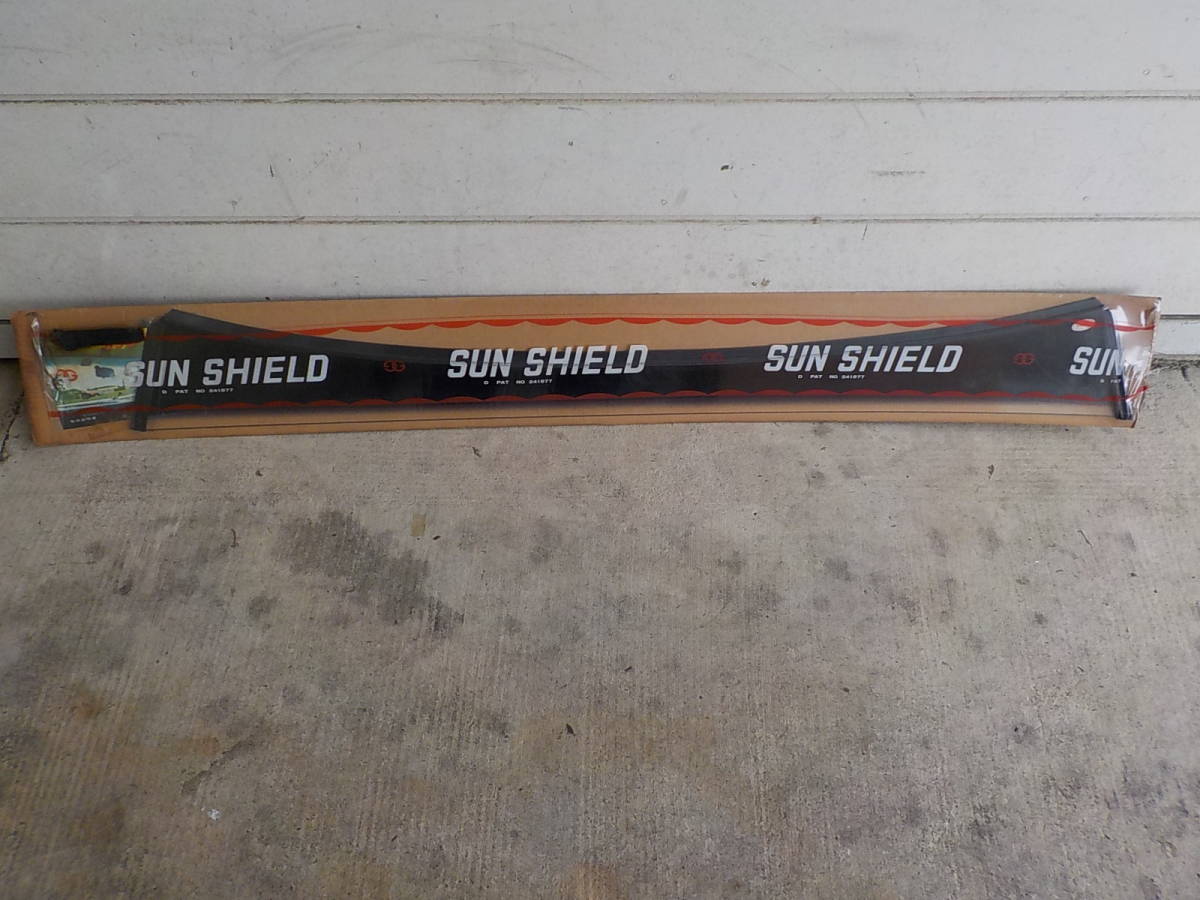 SUN SHIELD
D PAT NO 241877
SUN SHIELD
D PAT NO 241877
SUN SHIELD
D PAT NO 241877
SUN